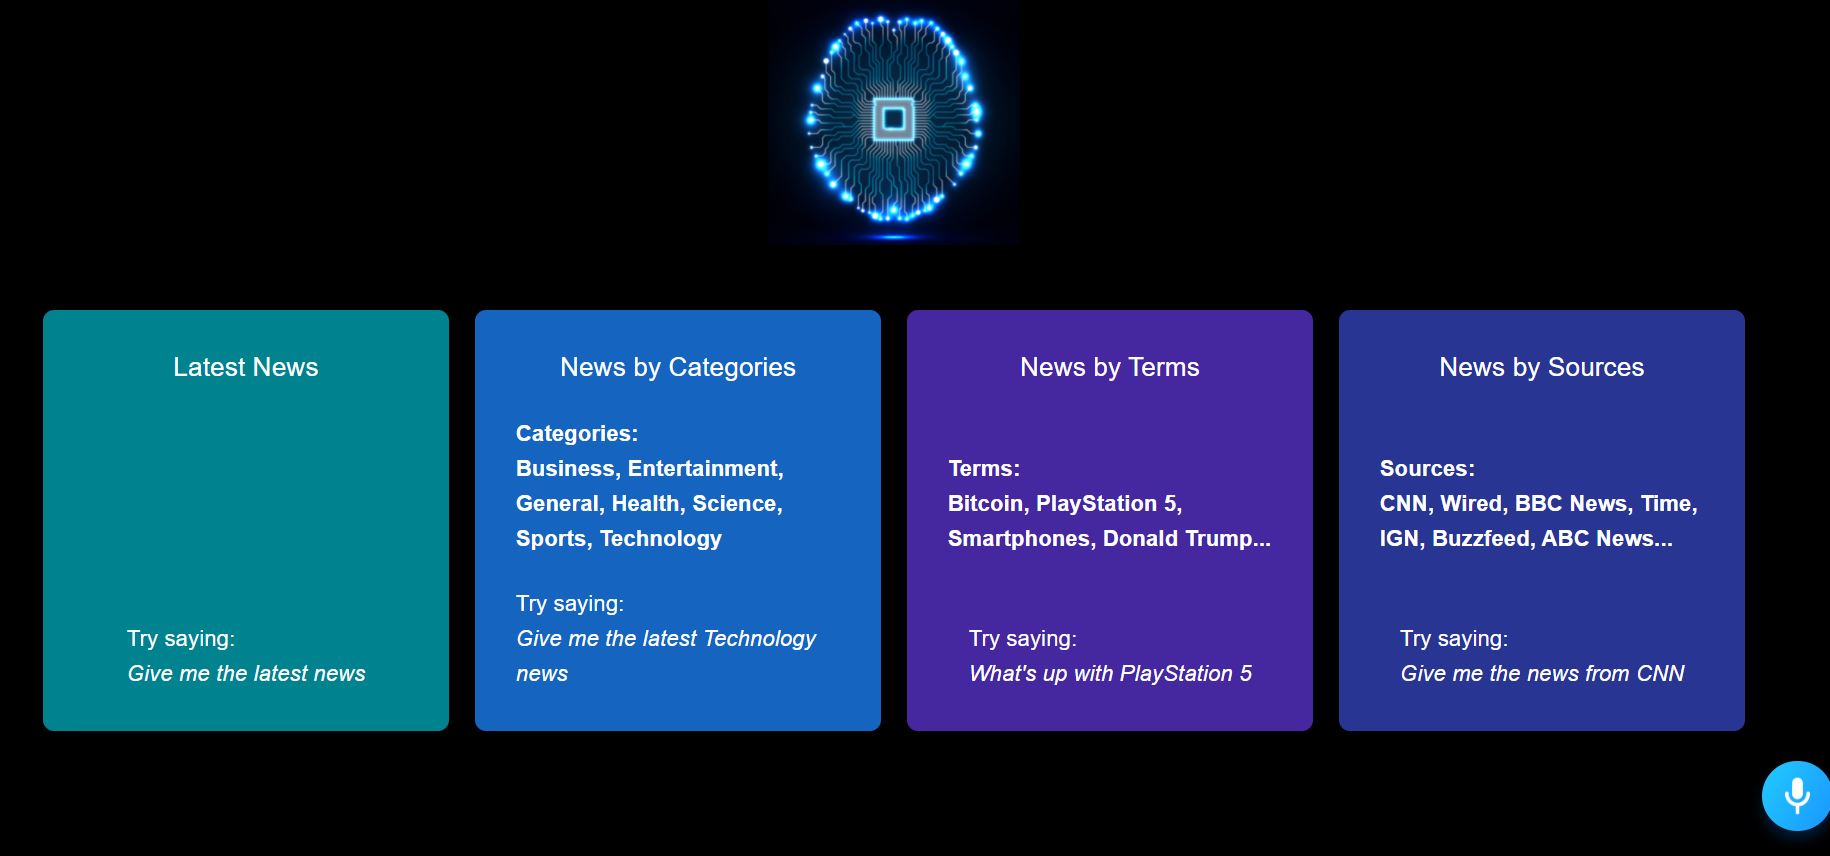 Latest News
Try saying:
Give me the latest news
News by Categories
Categories:
Business, Entertainment,
General, Health, Science,
Sports, Technology
Try saying:
Give me the latest Technology
news
News by Terms
Terms:
Bitcoin, PlayStation 5,
Smartphones, Donald Trump...
Try saying:
What's up with PlayStation 5
News by Sources
Sources:
CNN, Wired, BBC News, Time,
IGN, Buzzfeed, ABC News...
Try saying:
Give me the news from CNN